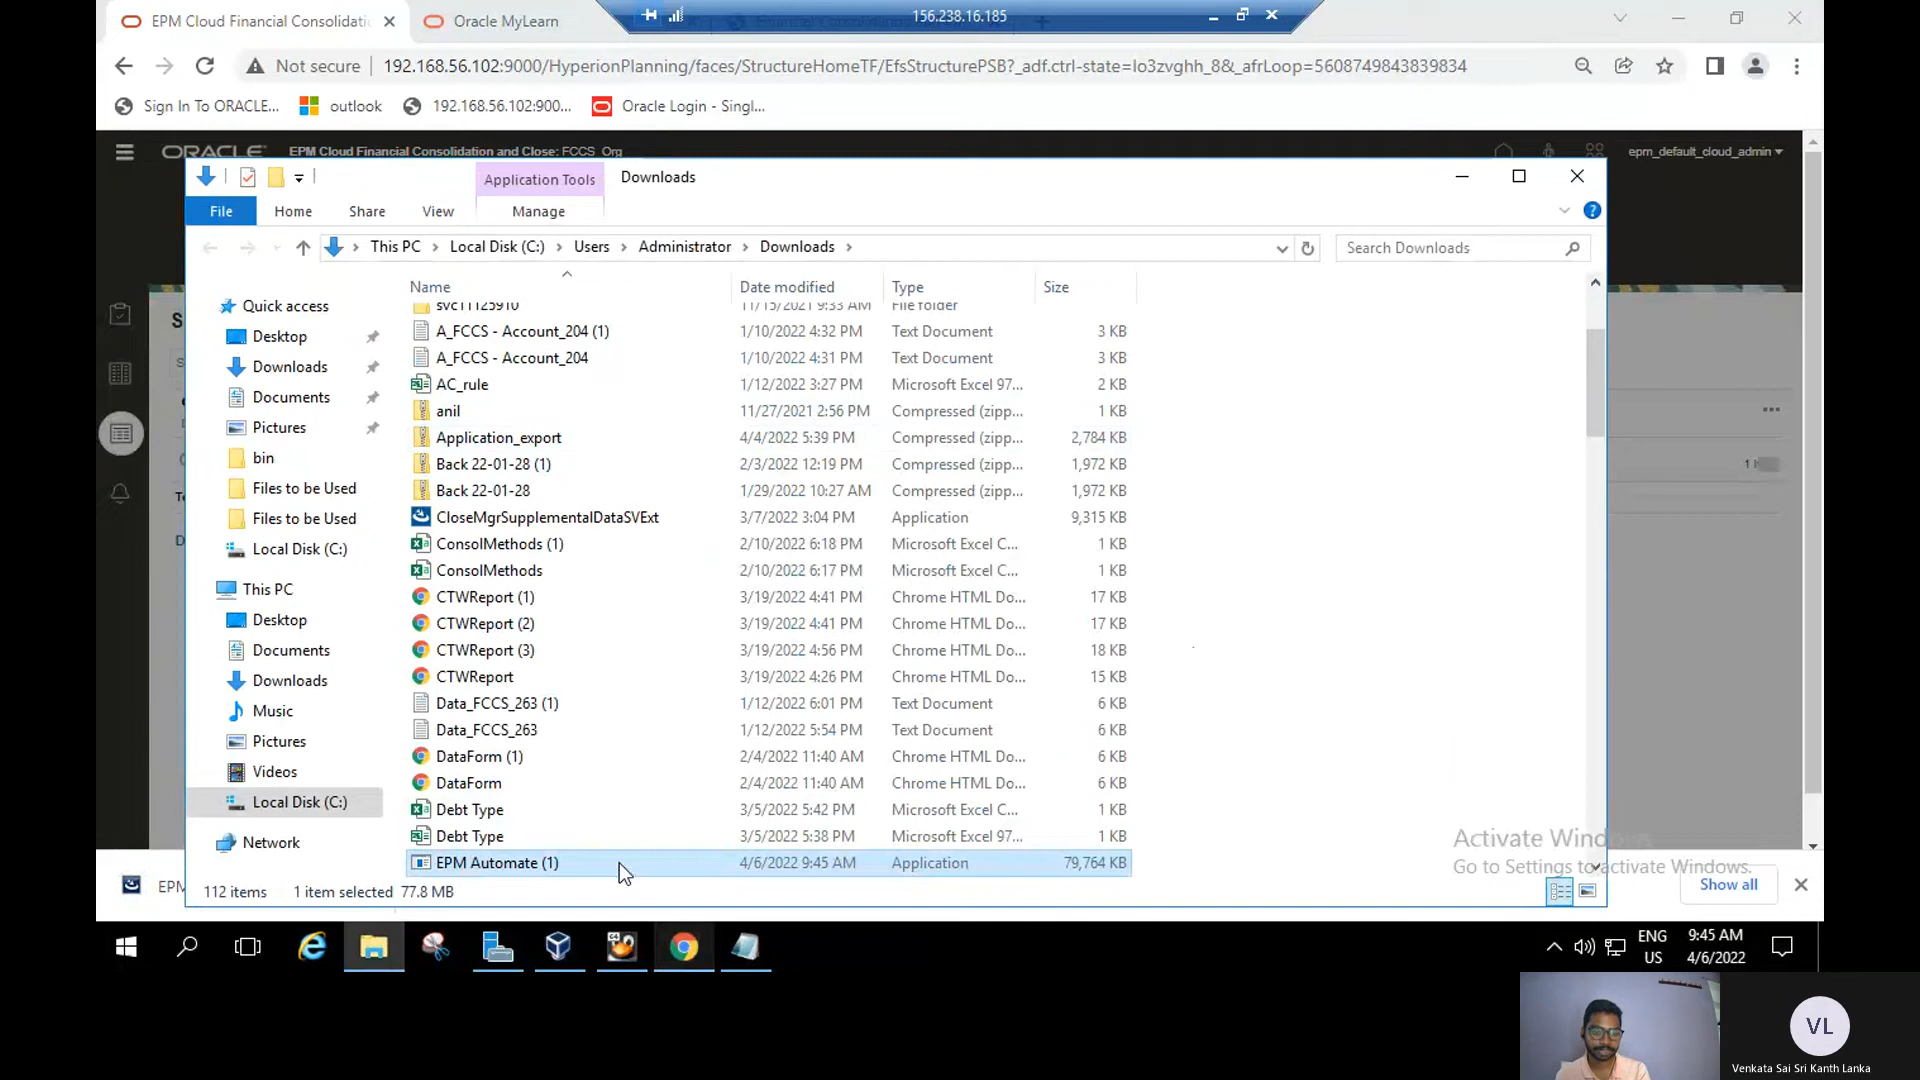 EPM Cloud Financial Consolidati
Oracle MyLearn
156.238.16.185
Not secure
192.168.56.102:9000/HyperionPlanning/faces/StructureHomeTF/EfsStructurePSB?_adf.ctrl-state=lo3zvghh_8&_afrLoop=5608749843839834
Sign In To ORACLE...
outlook
192.168.56.102:900...
Oracle Login - Singl...
ORACLE
EPM Cloud Financial Consolidation and Close: FCCS_Org
epm_default_cloud_admin
Application Tools
Downloads
File
Home
Share
View
Manage
This PC > Local Disk (C:) > Users > Administrator > Downloads >
Search Downloads
Name Date modified Type Size
Quick access
Desktop
Downloads
Documents
Pictures
bin
Files to be Used
Files to be Used
Local Disk (C:)
This PC
Desktop
Documents
Downloads
Music
Pictures
Videos
Local Disk (C:)
Network
svc11125910 11/15/2021 9:33 AM File folder
A_FCCS - Account_204 (1) 1/10/2022 4:32 PM Text Document 3 KB
A_FCCS - Account_204 1/10/2022 4:31 PM Text Document 3 KB
AC_rule 1/12/2022 3:27 PM Microsoft Excel 97... 2 KB
anil 11/27/2021 2:56 PM Compressed (zipp... 1 KB
Application_export 4/4/2022 5:39 PM Compressed (zipp... 2,784 KB
Back 22-01-28 (1) 2/3/2022 12:19 PM Compressed (zipp... 1,972 KB
Back 22-01-28 1/29/2022 10:27 AM Compressed (zipp... 1,972 KB
CloseMgrSupplementalDataSVExt 3/7/2022 3:04 PM Application 9,315 KB
ConsolMethods (1) 2/10/2022 6:18 PM Microsoft Excel C... 1 KB
ConsolMethods 2/10/2022 6:17 PM Microsoft Excel C... 1 KB
CTWReport (1) 3/19/2022 4:41 PM Chrome HTML Do... 17 KB
CTWReport (2) 3/19/2022 4:41 PM Chrome HTML Do... 17 KB
CTWReport (3) 3/19/2022 4:56 PM Chrome HTML Do... 18 KB
CTWReport 3/19/2022 4:26 PM Chrome HTML Do... 15 KB
Data_FCCS_263 (1) 1/12/2022 6:01 PM Text Document 6 KB
Data_FCCS_263 1/12/2022 5:54 PM Text Document 6 KB
DataForm (1) 2/4/2022 11:40 AM Chrome HTML Do... 6 KB
DataForm 2/4/2022 11:40 AM Chrome HTML Do... 6 KB
Debt Type 3/5/2022 5:42 PM Microsoft Excel C... 1 KB
Debt Type 3/5/2022 5:38 PM Microsoft Excel 97... 1 KB
EPM Automate (1) 4/6/2022 9:45 AM Application 79,764 KB
112 items 1 item selected 77.8 MB
Activate Windows
Go to Settings to activate Windows.
EPM
Show all
ENG
US
9:45 AM
4/6/2022
VL
Venkata Sai Sri Kanth Lanka